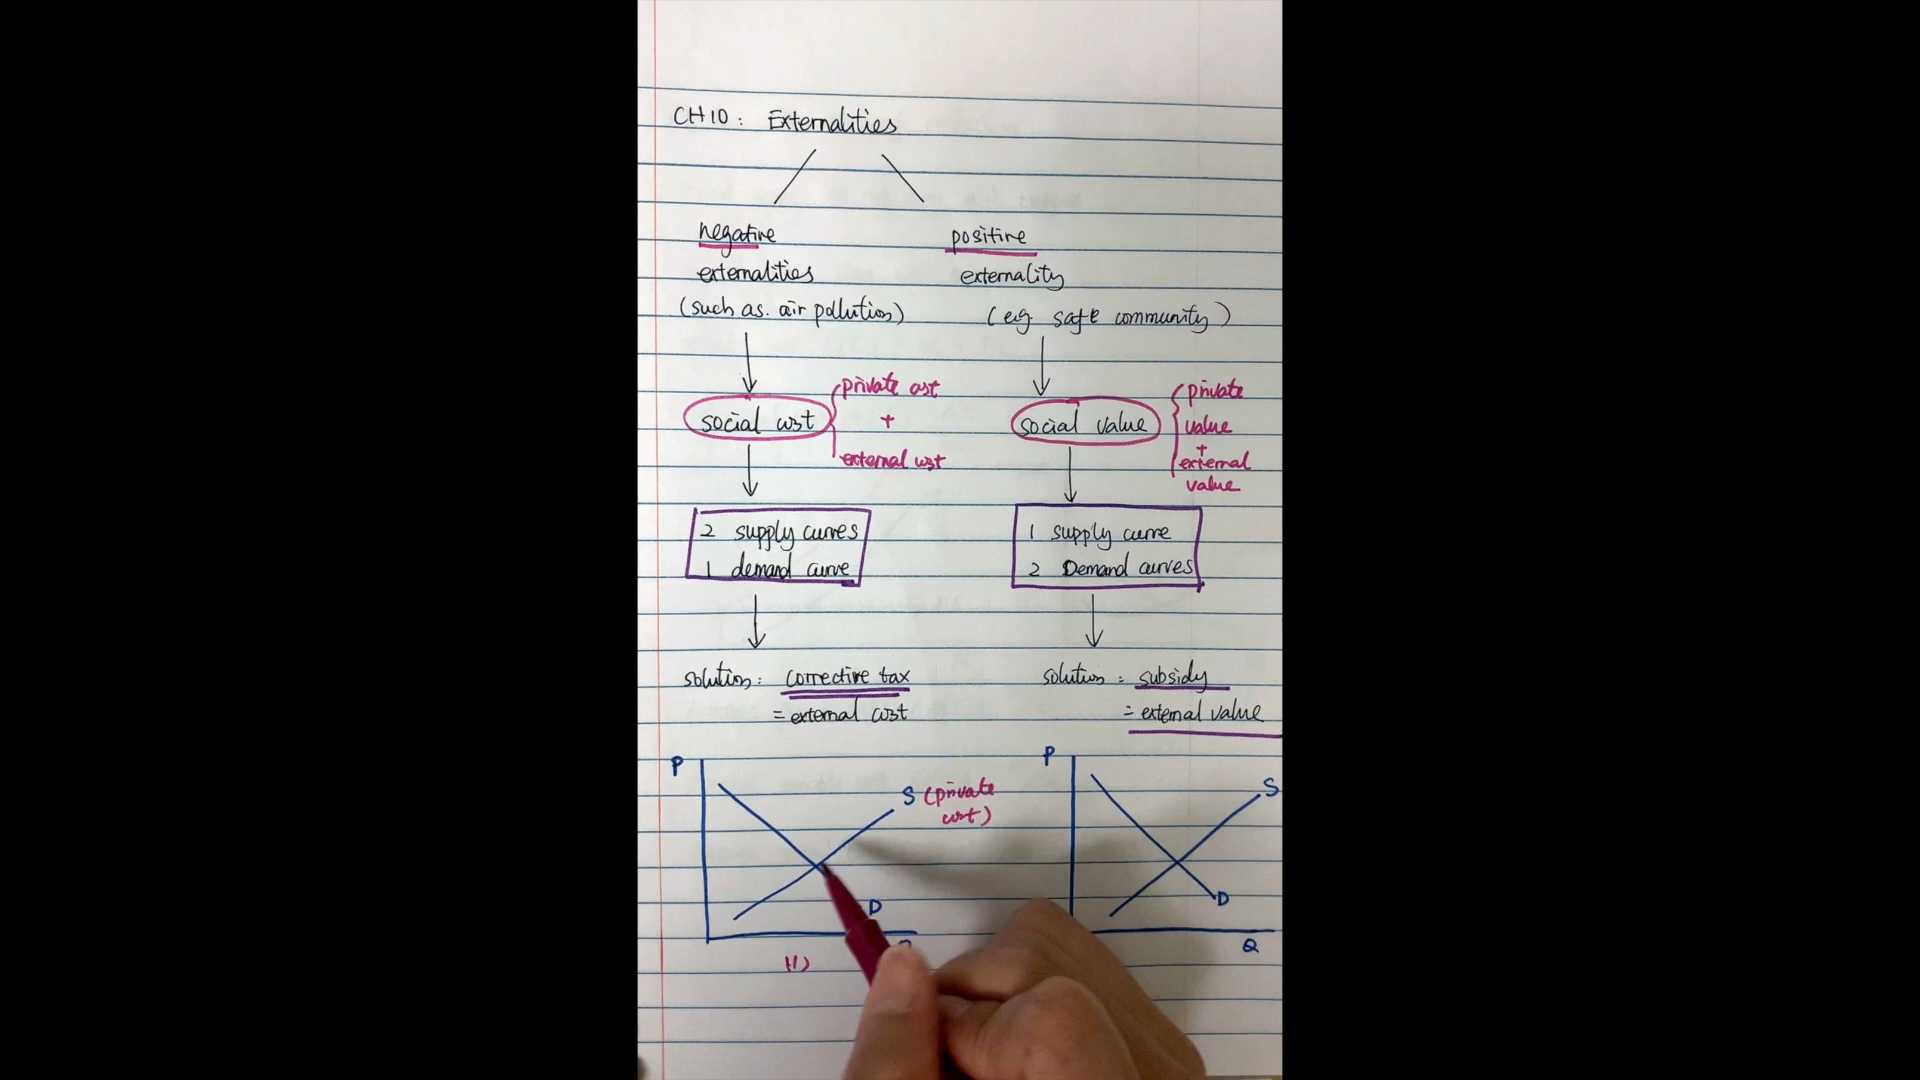 CH10: Externalities
negative
externalities
(such as. air pollution)
social cost
private cost
+
external cost
2 supply curves
1 demand curve
solution: corrective tax
= external cost
positive
externality
(eg. safe community)
social value
private
value
+
external
value
1 supply curve
2 Demand curves
solution: subsidy
= external value
P
S (private
cost)
D
P
S
D
Q